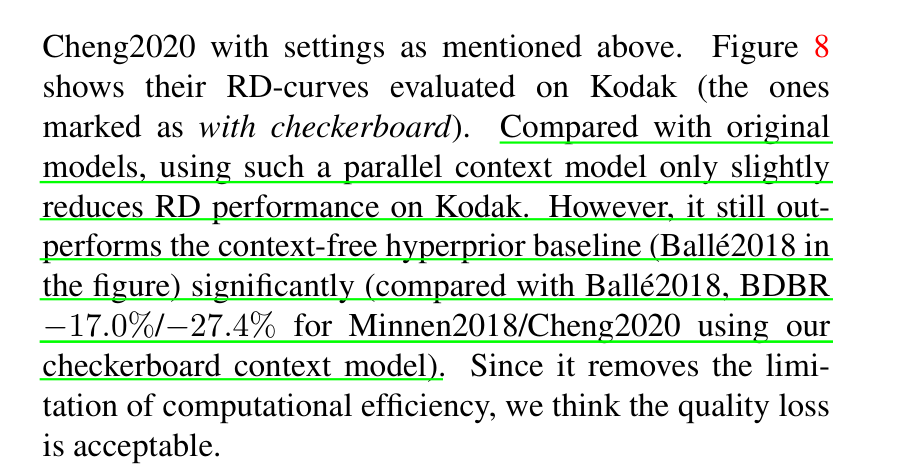 Cheng2020 with settings as mentioned above. Figure 8
shows their RD-curves evaluated on Kodak (the ones
marked as with checkerboard). Compared with original
models, using such a parallel context model only slightly
reduces RD performance on Kodak. However, it still out-
performs the context-free hyperprior baseline (Ballé2018 in
the figure) significantly (compared with Ballé2018, BDBR
−17.0%/−27.4% for Minnen2018/Cheng2020 using our
checkerboard context model). Since it removes the limi-
tation of computational efficiency, we think the quality loss
is acceptable.